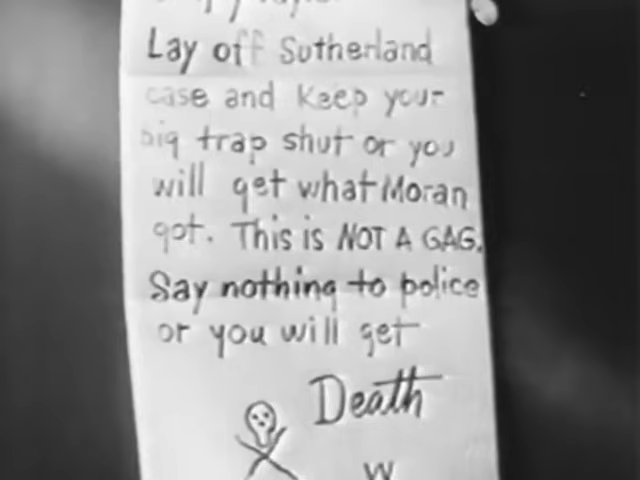 Lay off Sutherland
case and keep your
big trap shut or you
will get what Moran
got. This is NOT A GAG.
Say nothing to police
or you will get
Death
W